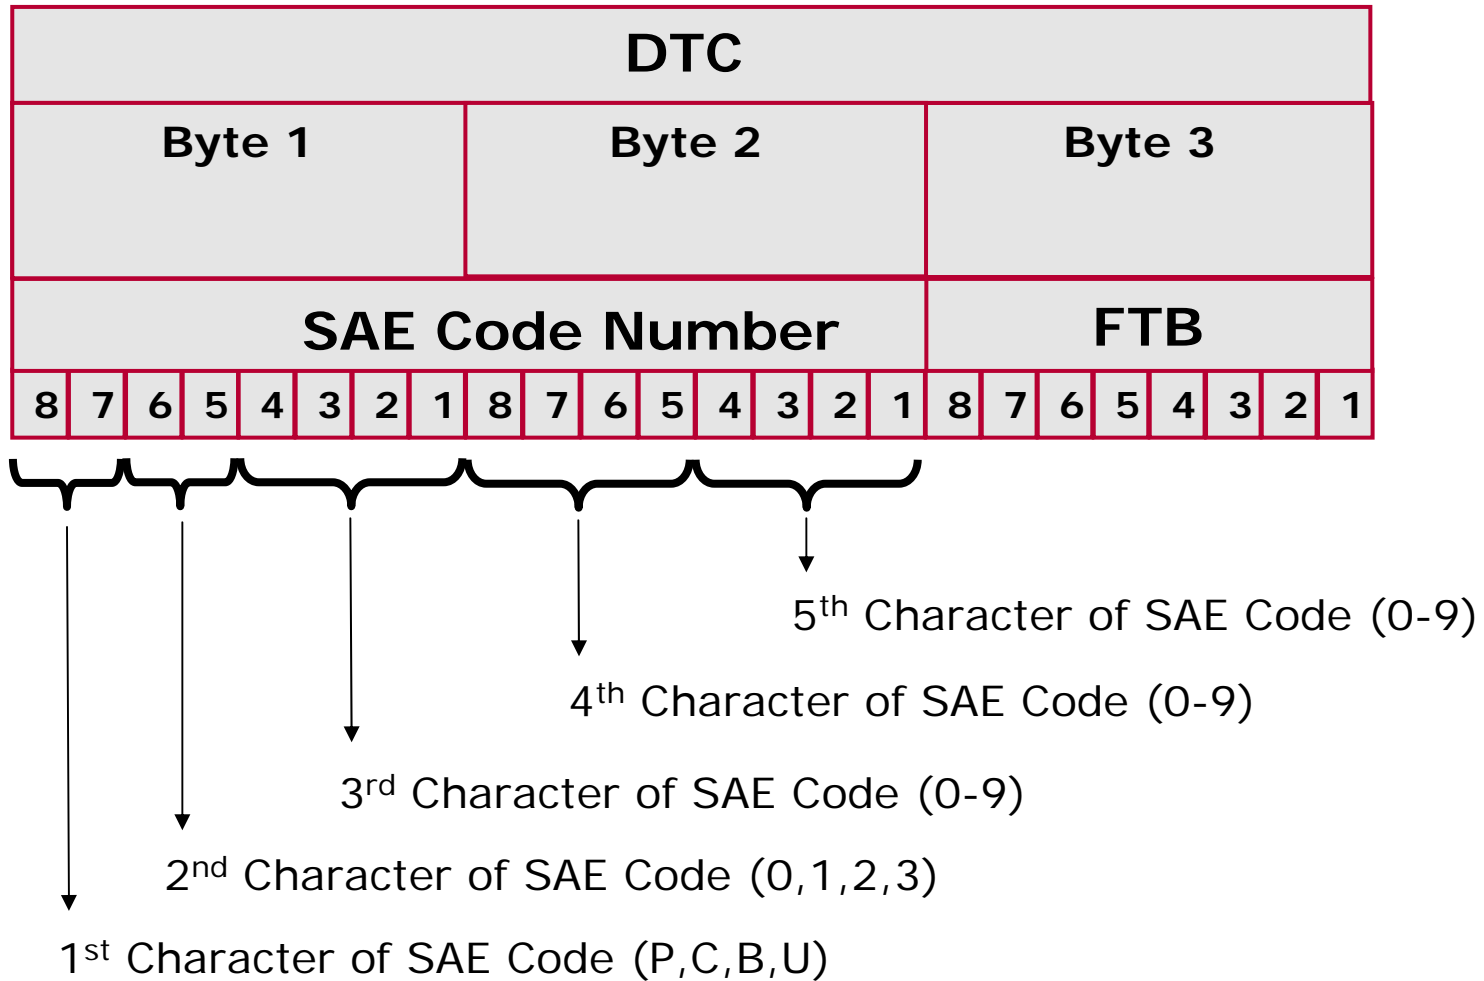 DTC
Byte 1 Byte 2 Byte 3
SAE Code Number FTB
8 7 6 5 4 3 2 1 8 7 6 5 4 3 2 1 8 7 6 5 4 3 2 1
5th Character of SAE Code (0-9)
4th Character of SAE Code (0-9)
3rd Character of SAE Code (0-9)
2nd Character of SAE Code (0,1,2,3)
1st Character of SAE Code (P,C,B,U)